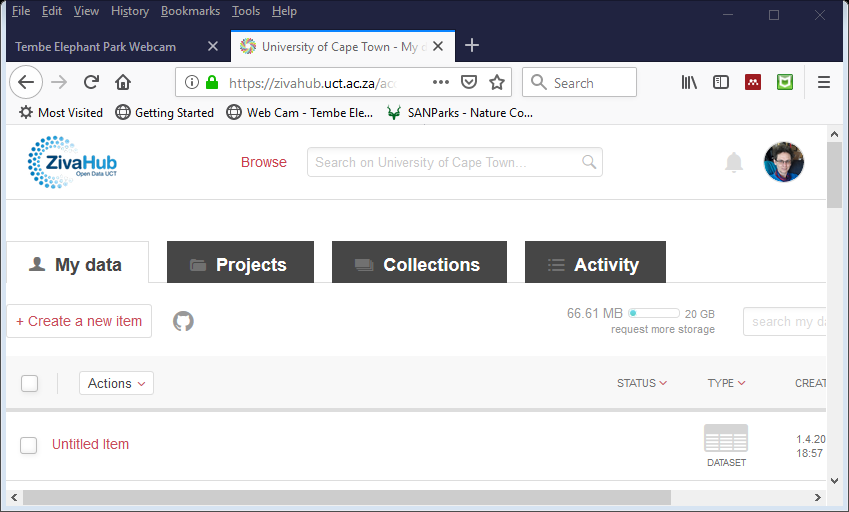 File Edit View History Bookmarks Tools Help
Tembe Elephant Park Webcam
University of Cape Town - My d
https://zivahub.uct.ac.za/acc
Search
Most Visited Getting Started Web Cam - Tembe Ele... SANParks - Nature Co...
ZivaHub
Open Data UCT
Browse
Search on University of Cape Town...
My data Projects Collections Activity
+ Create a new item
66.61 MB 20 GB
request more storage
search my da
Actions STATUS TYPE CREAT
Untitled Item
DATASET
1.4.20
18:57